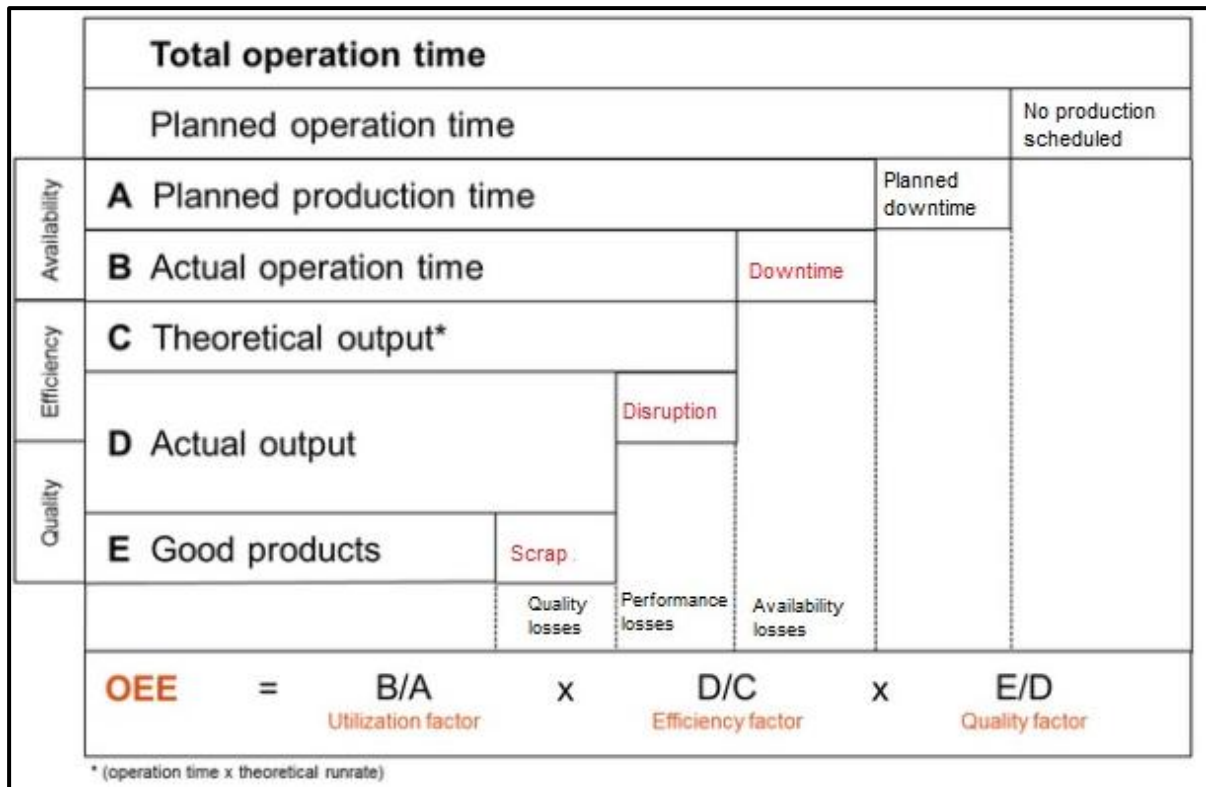 Total operation time
Planned operation time
No production
scheduled
Availability
A Planned production time
Planned
downtime
B Actual operation time
Downtime
Efficiency
C Theoretical output*
Disruption
D Actual output
Quality
E Good products
Scrap .
Quality
losses
Performance
losses
Availability
losses
OEE = B/A x D/C x E/D
Utilization factor Efficiency factor Quality factor
* (operation time x theoretical runrate)